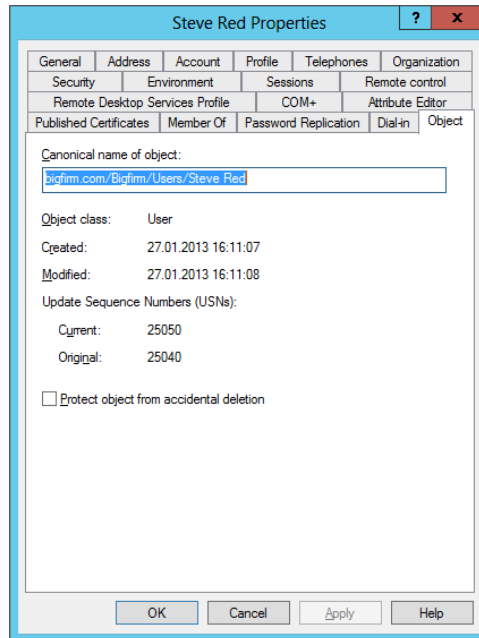 Steve Red Properties ? x
General Address Account Profile Telephones Organization
Security Environment Sessions Remote control
Remote Desktop Services Profile COM+ Attribute Editor
Published Certificates Member Of Password Replication Dial-in Object
Canonical name of object:
bigfirm.com/Bigfirm/Users/Steve Red
Object class: User
Created: 27.01.2013 16:11:07
Modified: 27.01.2013 16:11:08
Update Sequence Numbers (USNs):
Current: 25050
Original: 25040
Protect object from accidental deletion
OK Cancel Apply Help